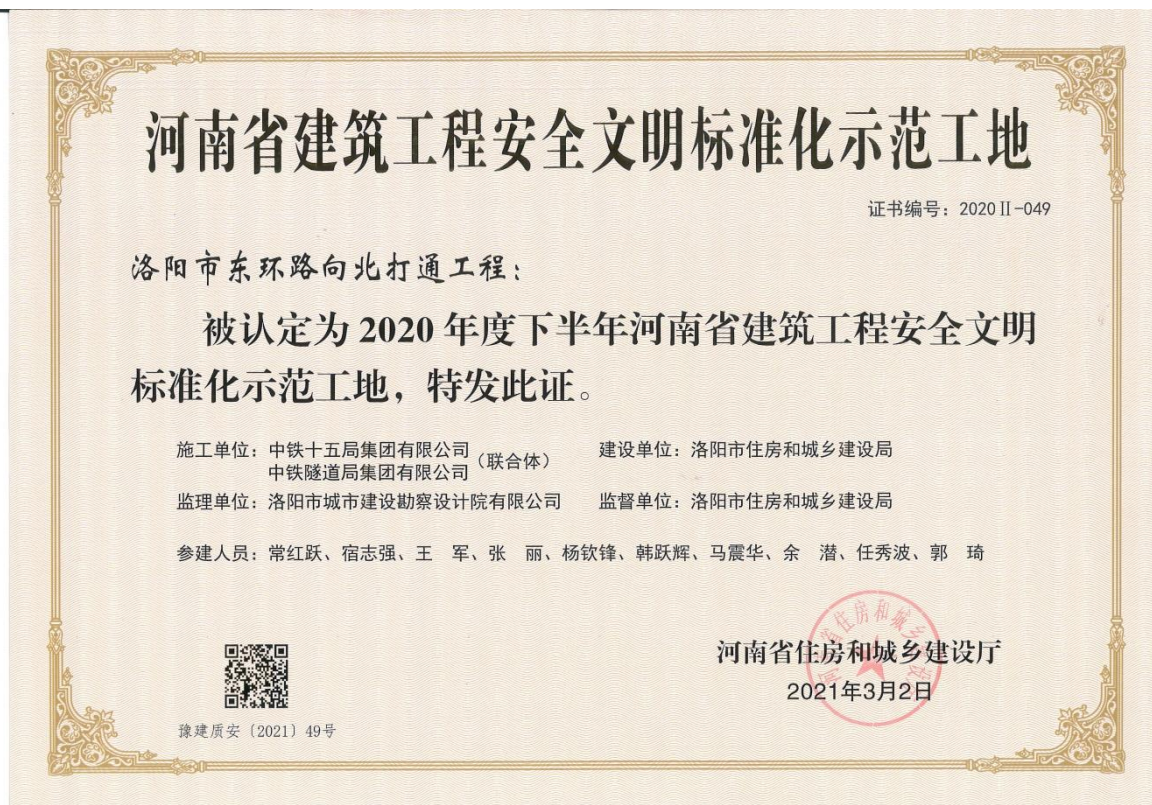 河南省建筑工程安全文明标准化示范工地
证书编号：2020Ⅱ-049
洛阳市东环路向北打通工程：
被认定为 2020 年度下半年河南省建筑工程安全文明
标准化示范工地，特发此证。
施工单位：中铁十五局集团有限公司
中铁隧道局集团有限公司（联合体）
建设单位：洛阳市住房和城乡建设局
监理单位：洛阳市城市建设勘察设计院有限公司
监督单位：洛阳市住房和城乡建设局
参建人员：常红跃、宿志强、王　军、张　丽、杨钦锋、韩跃辉、马震华、余　潜、任秀波、郭　琦
河南省住房和城乡建设厅
2021年3月2日
豫建质安〔2021〕49号